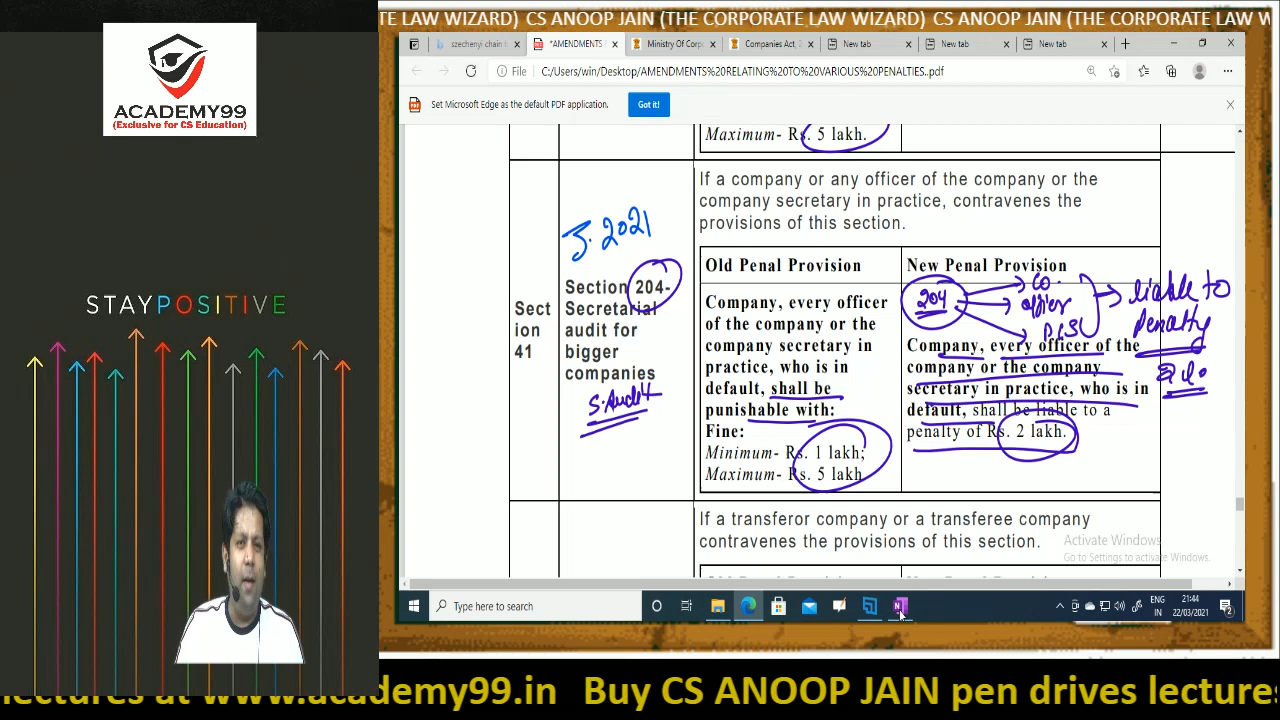 TE LAW WIZARD) CS ANOOP JAIN (THE CORPORATE LAW WIZARD) CS ANOOP JAIN (THE CORPORATE LAW W
ACADEMY99
(Exclusive for CS Education)
STAYPOSITIVE
szechenyi chain
*AMENDMENTS
Ministry Of Corp
Companies Act, 2
New tab
New tab
New tab
File
C:/Users/win/Desktop/AMENDMENTS%20RELATING%20TO%20VARIOUS%20PENALTIES..pdf
Set Microsoft Edge as the default PDF application.
Got it!
Maximum- Rs. 5 lakh.
If a company or any officer of the company or the
company secretary in practice, contravenes the
provisions of this section.
J. 2021
Section 204-
Secretarial
audit for
bigger
companies
S. Audit
Sect
ion
41
Old Penal Provision
Company, every officer
of the company or the
company secretary in
practice, who is in
default, shall be
punishable with:
Fine:
Minimum- Rs. 1 lakh;
Maximum- Rs. 5 lakh
New Penal Provision
204
Co.
officer
PCS
liable to
penalty
Company, every officer of the
company or the company
secretary in practice, who is in
default, shall be liable to a
penalty of Rs. 2 lakh.
If a transferor company or a transferee company
contravenes the provisions of this section.
Activate Windows
Go to Settings to activate Windows.
Type here to search
ENG
IN
21:44
22/03/2021
2
lectures at www.academy99.in Buy CS ANOOP JAIN pen drives lectures